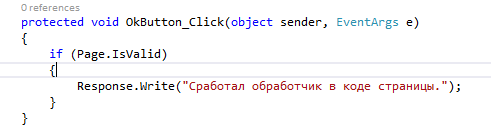 0 references
protected void OkButton_Click(object sender, EventArgs e)
{
if (Page.IsValid)
{
Response.Write("Сработал обработчик в коде страницы.");
}
}